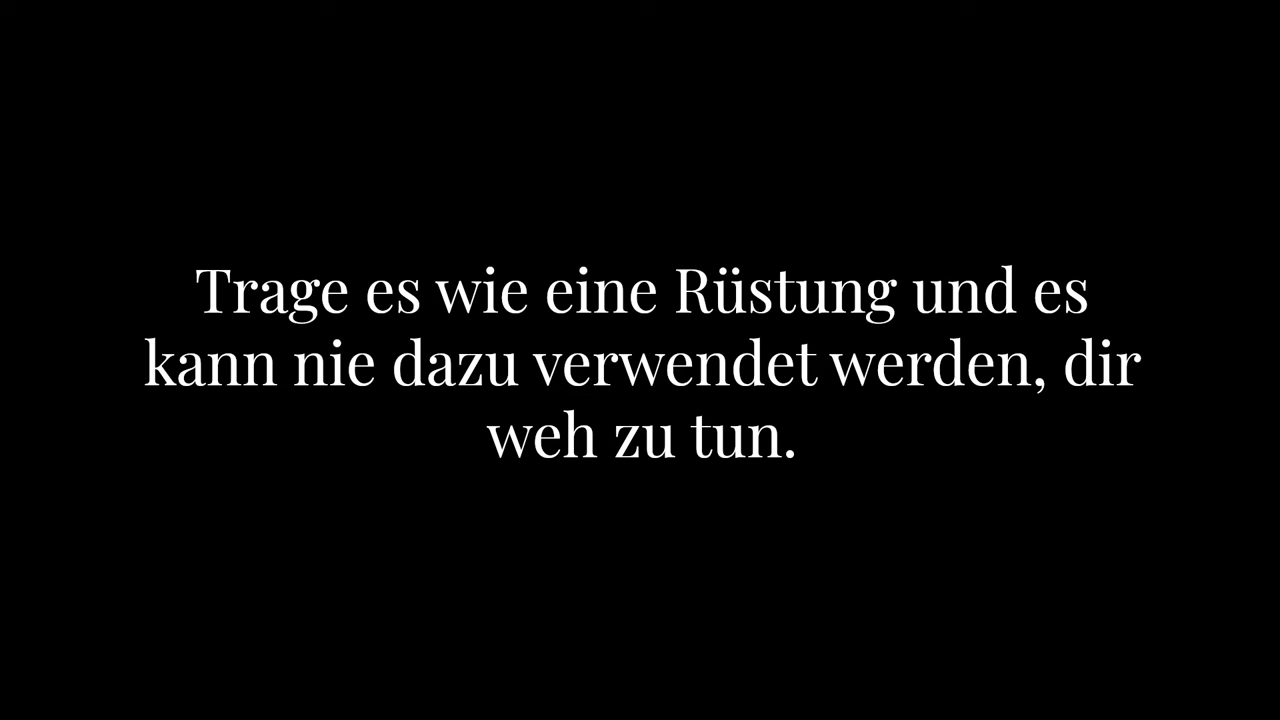 Trage es wie eine Rüstung und es
kann nie dazu verwendet werden, dir
weh zu tun.